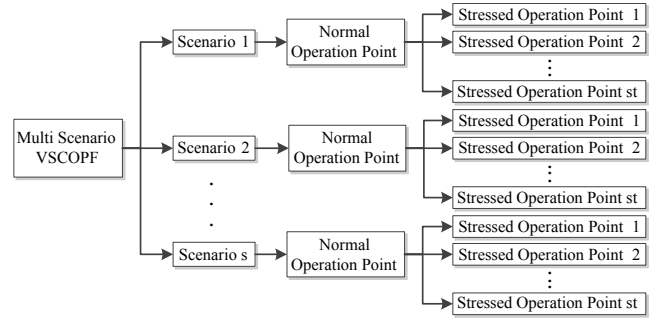 Multi Scenario
VSCOPF
Scenario 1
Normal
Operation Point
Stressed Operation Point 1
Stressed Operation Point 2
Stressed Operation Point st
Scenario 2
Normal
Operation Point
Stressed Operation Point 1
Stressed Operation Point 2
Stressed Operation Point st
Scenario s
Normal
Operation Point
Stressed Operation Point 1
Stressed Operation Point 2
Stressed Operation Point st